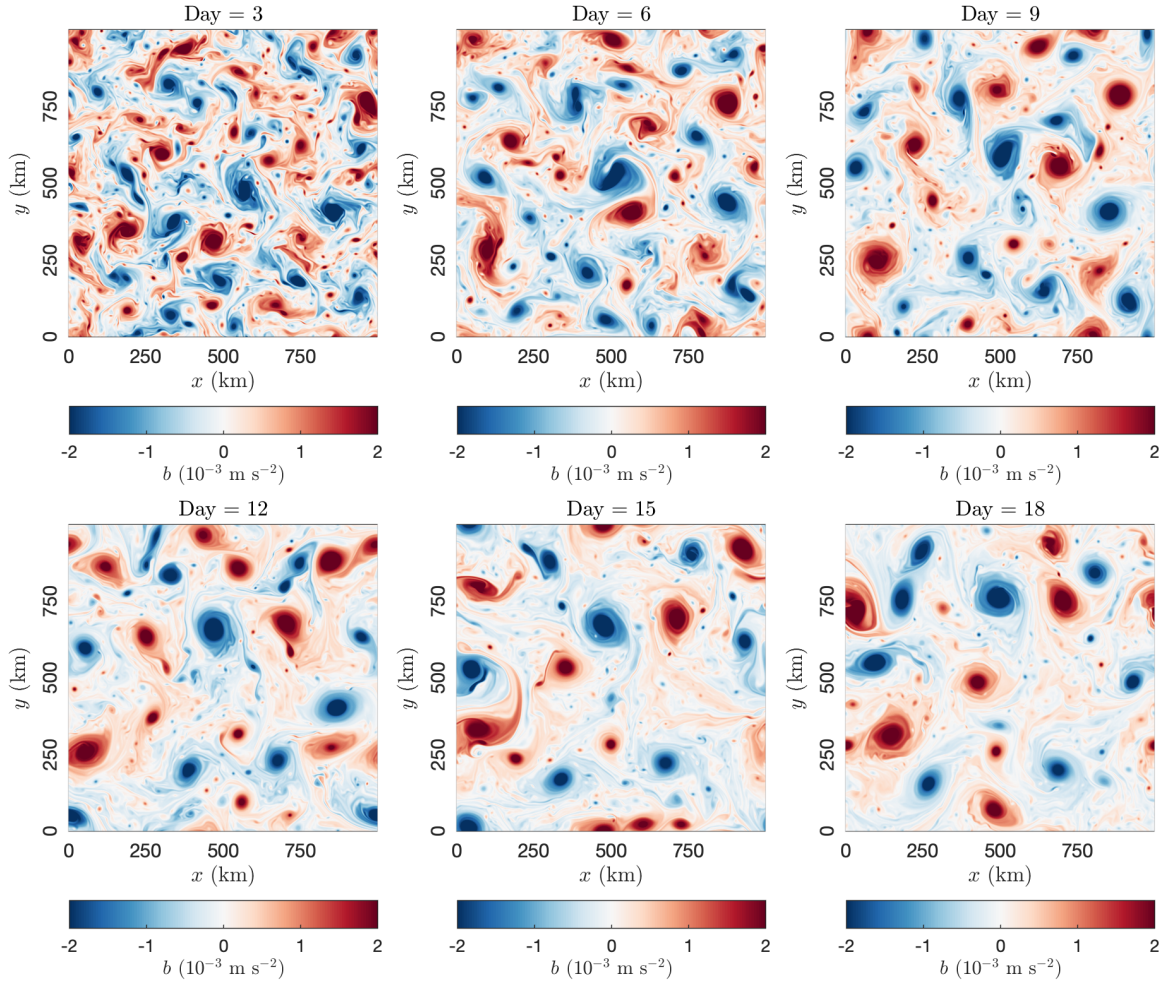 Day = 3
750
500
250
0
y (km)
0 250 500 750
x (km)
-2 -1 0 1 2
b (10⁻³ m s⁻²)
Day = 6
750
500
250
0
y (km)
0 250 500 750
x (km)
-2 -1 0 1 2
b (10⁻³ m s⁻²)
Day = 9
750
500
250
0
y (km)
0 250 500 750
x (km)
-2 -1 0 1 2
b (10⁻³ m s⁻²)
Day = 12
750
500
250
0
y (km)
0 250 500 750
x (km)
-2 -1 0 1 2
b (10⁻³ m s⁻²)
Day = 15
750
500
250
0
y (km)
0 250 500 750
x (km)
-2 -1 0 1 2
b (10⁻³ m s⁻²)
Day = 18
750
500
250
0
y (km)
0 250 500 750
x (km)
-2 -1 0 1 2
b (10⁻³ m s⁻²)